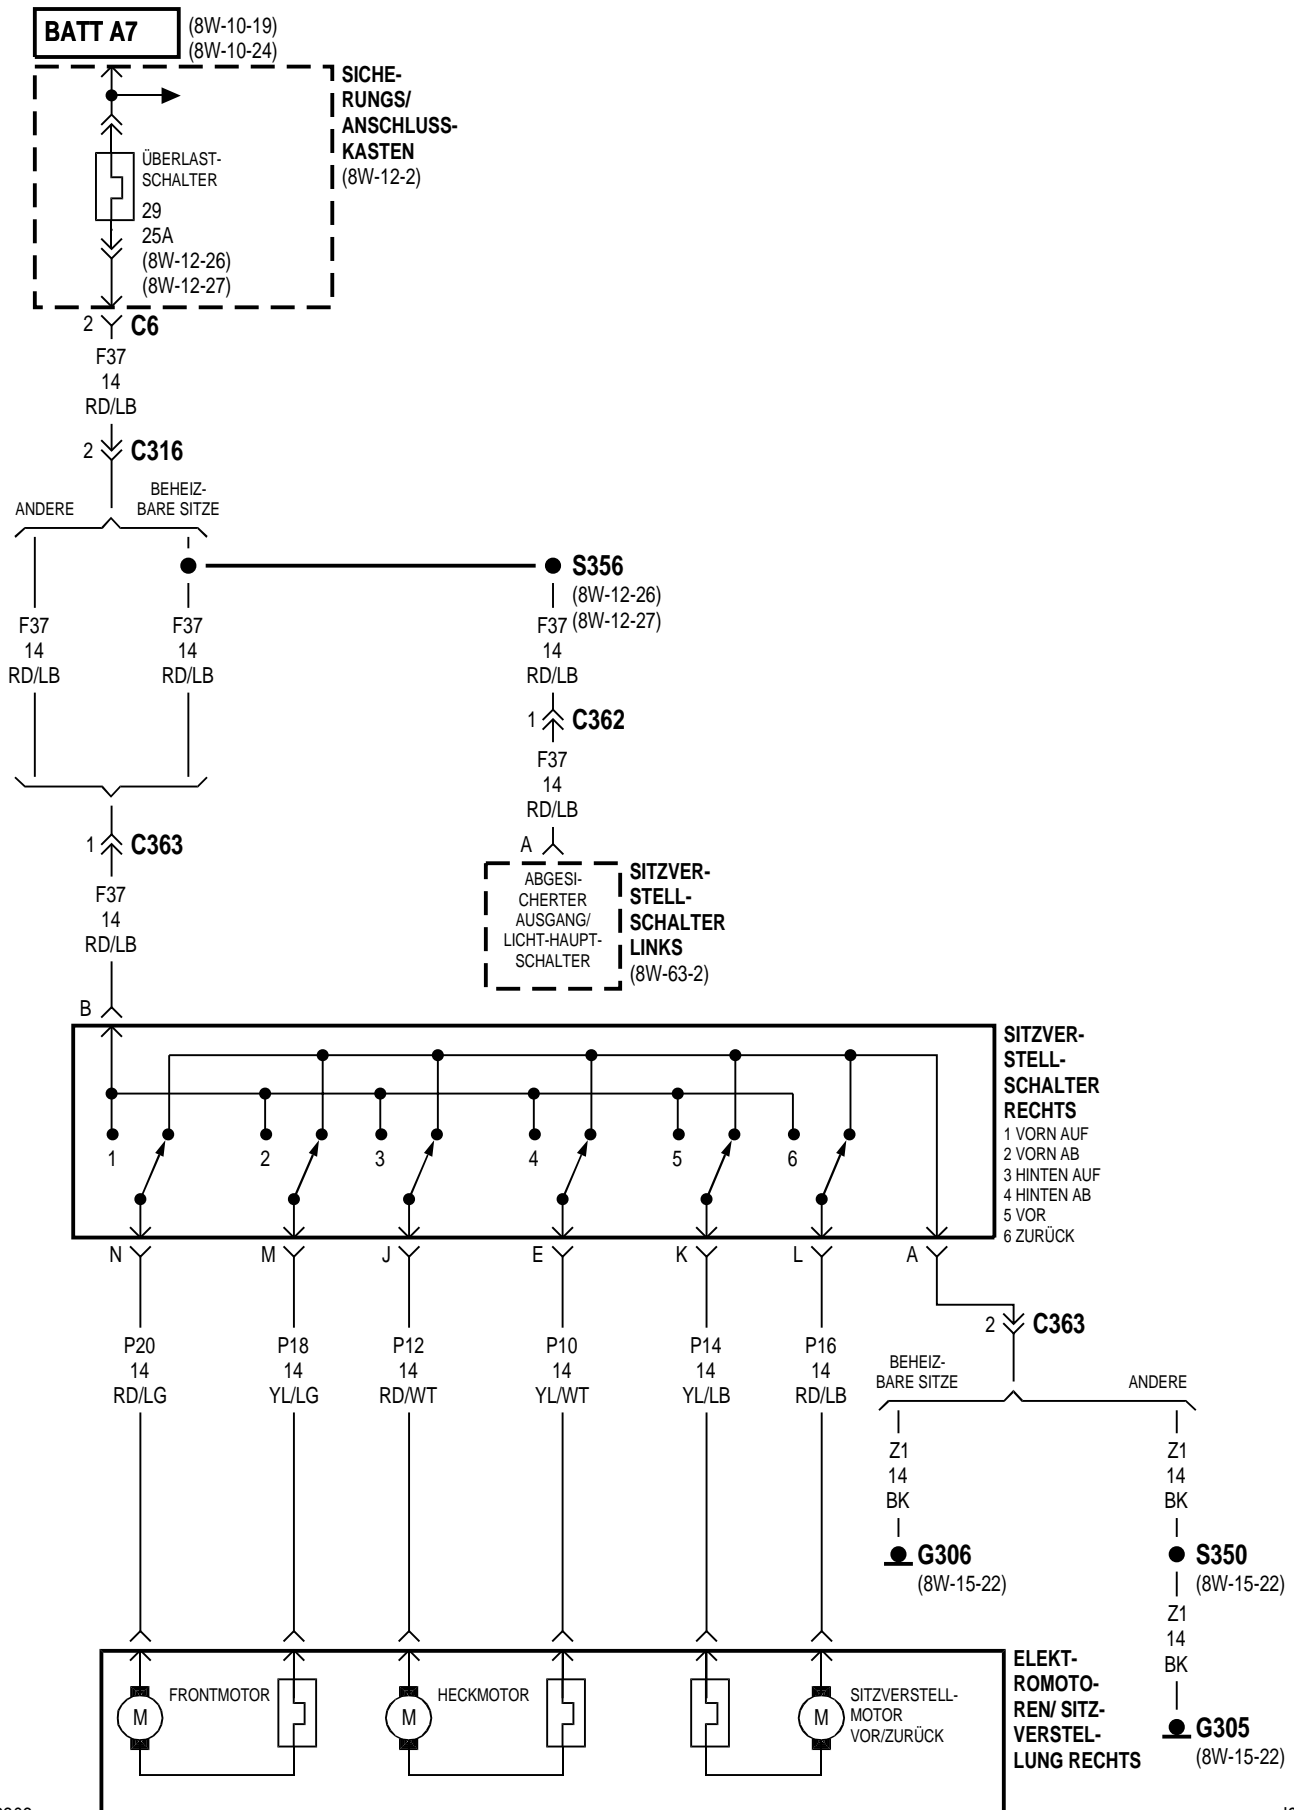 BATT A7
(8W-10-19)
(8W-10-24)
SICHE-
RUNGS/
ANSCHLUSS-
KASTEN
(8W-12-2)
ÜBERLAST-
SCHALTER
29
25A
(8W-12-26)
(8W-12-27)
2
C6
F37
14
RD/LB
2
C316
ANDERE
BEHEIZ-
BARE SITZE
S356
(8W-12-26)
(8W-12-27)
F37
14
RD/LB
F37
14
RD/LB
F37
14
RD/LB
1
C362
F37
14
RD/LB
A
ABGESI-
CHERTER
AUSGANG/
LICHT-HAUPT-
SCHALTER
SITZVER-
STELL-
SCHALTER
LINKS
(8W-63-2)
1
C363
F37
14
RD/LB
B
SITZVER-
STELL-
SCHALTER
RECHTS
1 VORN AUF
2 VORN AB
3 HINTEN AUF
4 HINTEN AB
5 VOR
6 ZURÜCK
1
2
3
4
5
6
N
M
J
E
K
L
A
2
C363
P20
14
RD/LG
P18
14
YL/LG
P12
14
RD/WT
P10
14
YL/WT
P14
14
YL/LB
P16
14
RD/LB
BEHEIZ-
BARE SITZE
ANDERE
Z1
14
BK
G306
(8W-15-22)
Z1
14
BK
S350
(8W-15-22)
Z1
14
BK
G305
(8W-15-22)
ELEKT-
ROMOTO-
REN/ SITZ-
VERSTEL-
LUNG RECHTS
M
FRONTMOTOR
M
HECKMOTOR
M
SITZVERSTELL-
MOTOR
VOR/ZURÜCK